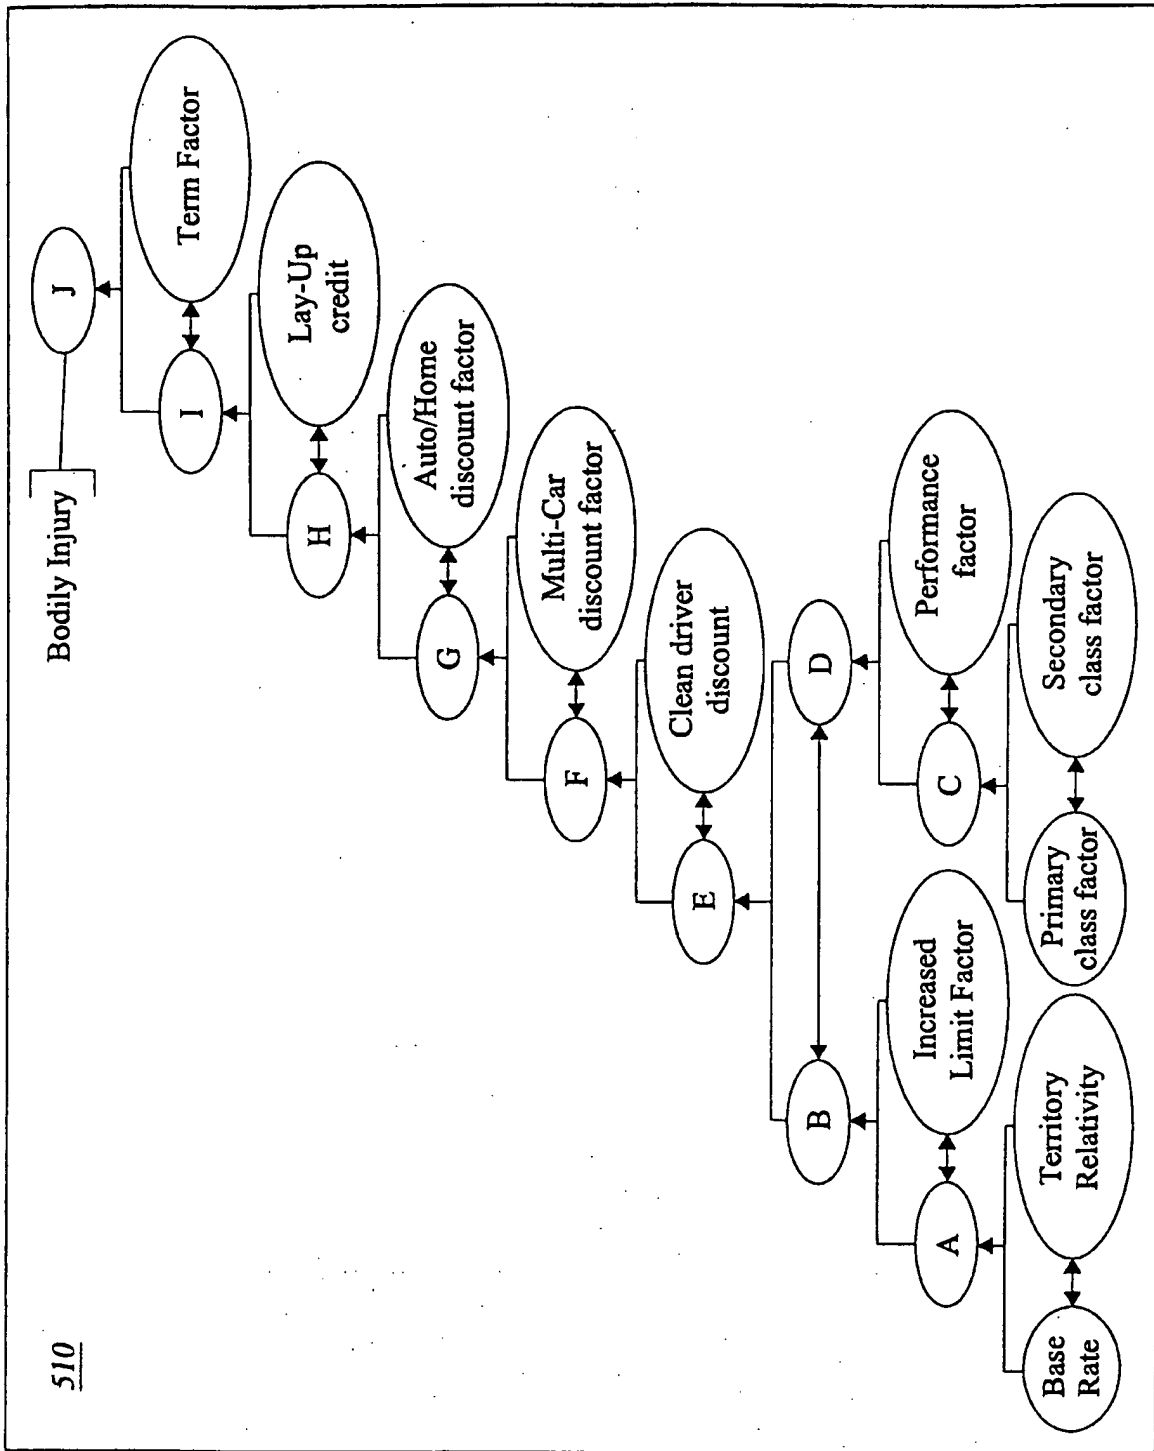 510
Bodily Injury
J
I
Term Factor
H
Lay-Up
credit
G
Auto/Home
discount factor
F
Multi-Car
discount factor
E
Clean driver
discount
B
D
A
Increased
Limit Factor
C
Performance
factor
Base
Rate
Territory
Relativity
Primary
class factor
Secondary
class factor